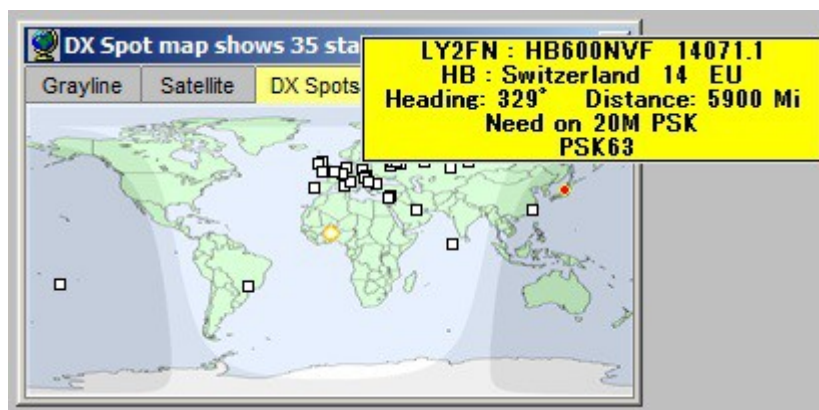 DX Spot map shows 35 sta
Grayline Satellite DX Spots
LY2FN : HB600NVF 14071.1
HB : Switzerland 14 EU
Heading: 329° Distance: 5900 Mi
Need on 20M PSK
PSK63